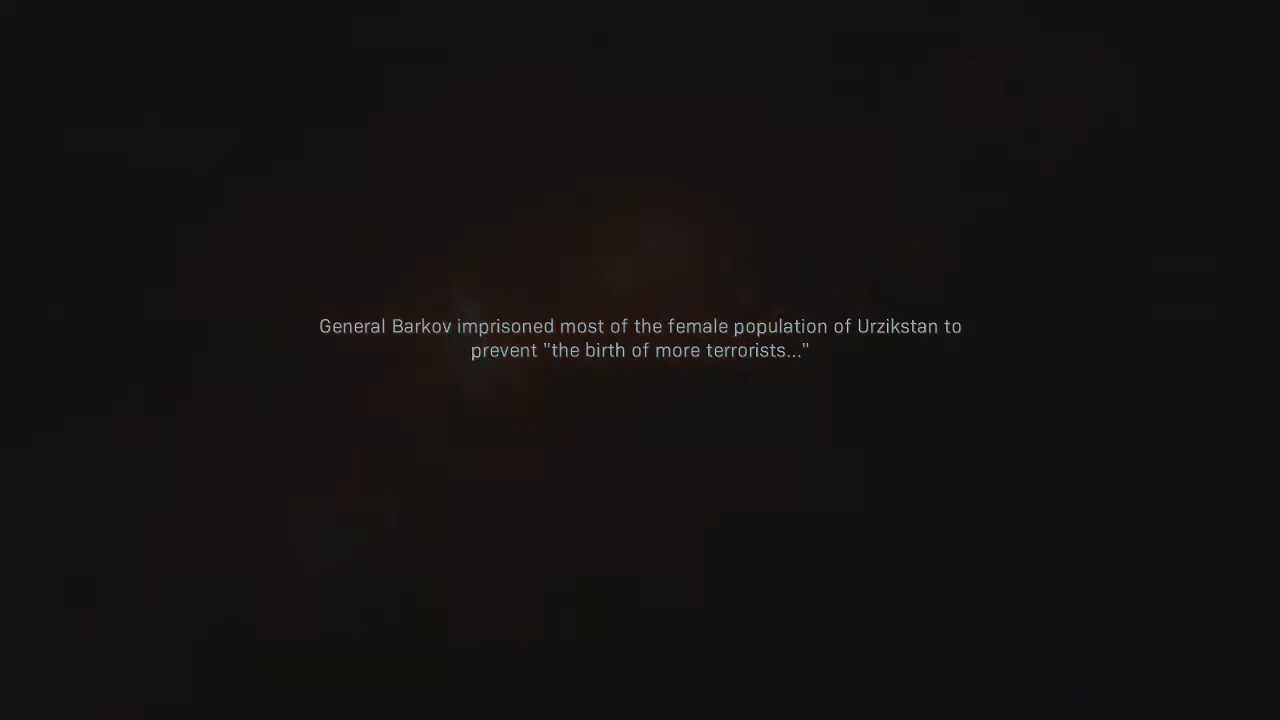 General Barkov imprisoned most of the female population of Urzikstan to
prevent "the birth of more terrorists..."